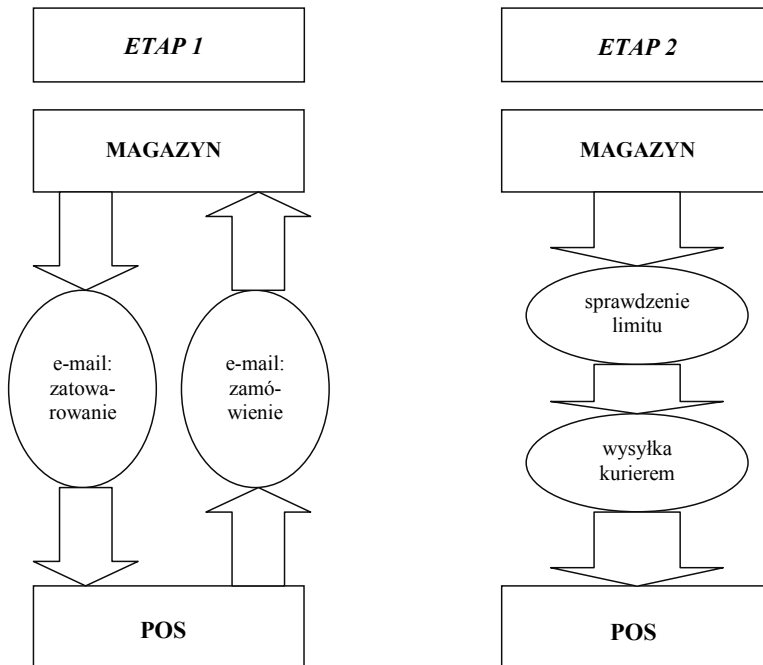 ETAP 1
MAGAZYN
e-mail:
zatowa-
rowanie
e-mail:
zamó-
wienie
POS
ETAP 2
MAGAZYN
sprawdzenie
limitu
wysyłka
kurierem
POS